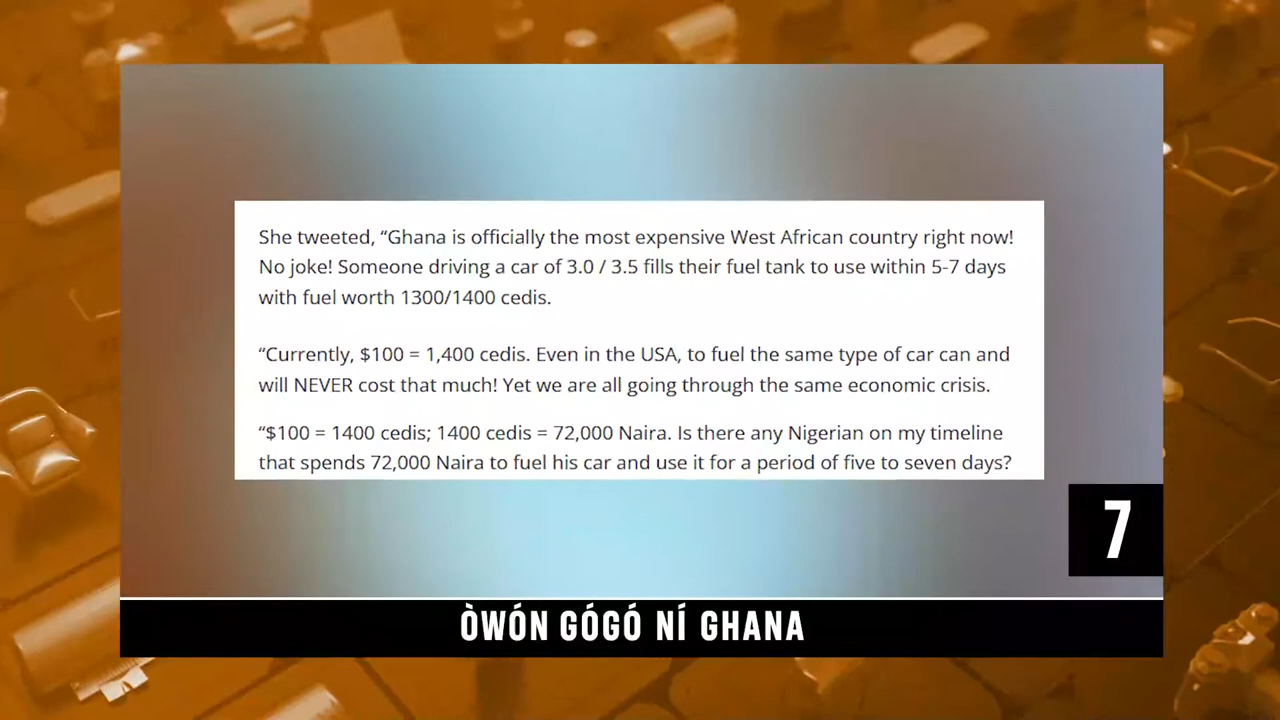 She tweeted, “Ghana is officially the most expensive West African country right now!
No joke! Someone driving a car of 3.0 / 3.5 fills their fuel tank to use within 5-7 days
with fuel worth 1300/1400 cedis.
“Currently, $100 = 1,400 cedis. Even in the USA, to fuel the same type of car can and
will NEVER cost that much! Yet we are all going through the same economic crisis.
“$100 = 1400 cedis; 1400 cedis = 72,000 Naira. Is there any Nigerian on my timeline
that spends 72,000 Naira to fuel his car and use it for a period of five to seven days?
7
ÒWÓN GÓGÓ NÍ GHANA